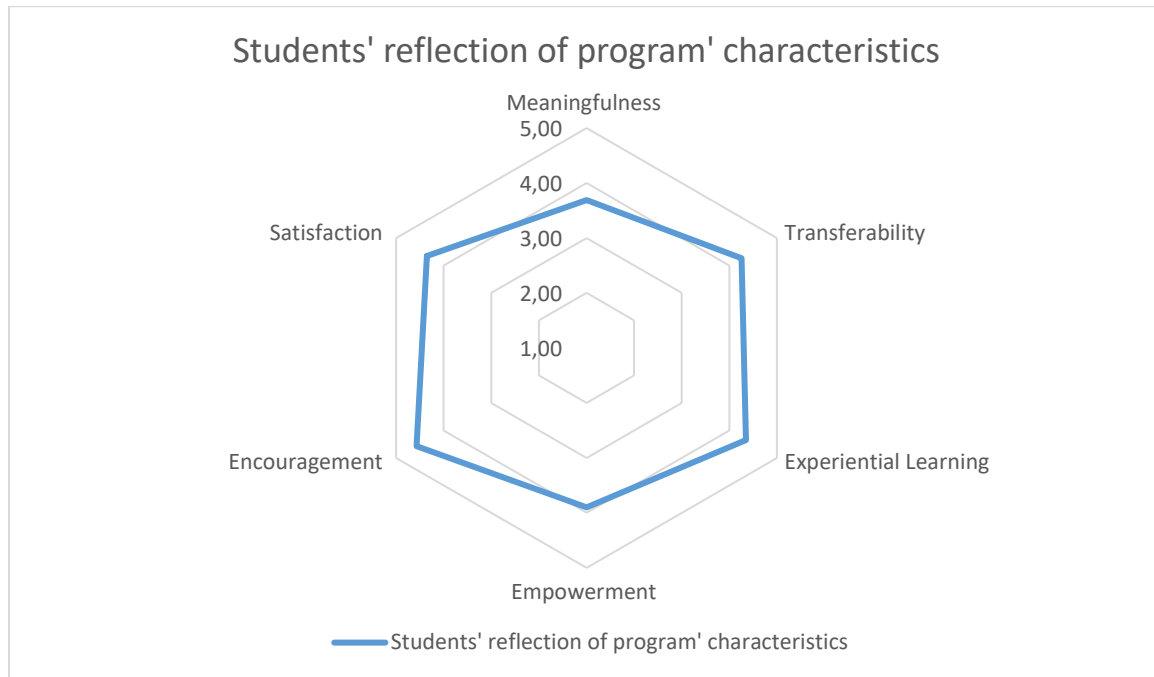 Students' reflection of program' characteristics
Meaningfulness
5,00
4,00
3,00
2,00
1,00
Satisfaction
Transferability
Encouragement
Experiential Learning
Empowerment
Students' reflection of program' characteristics